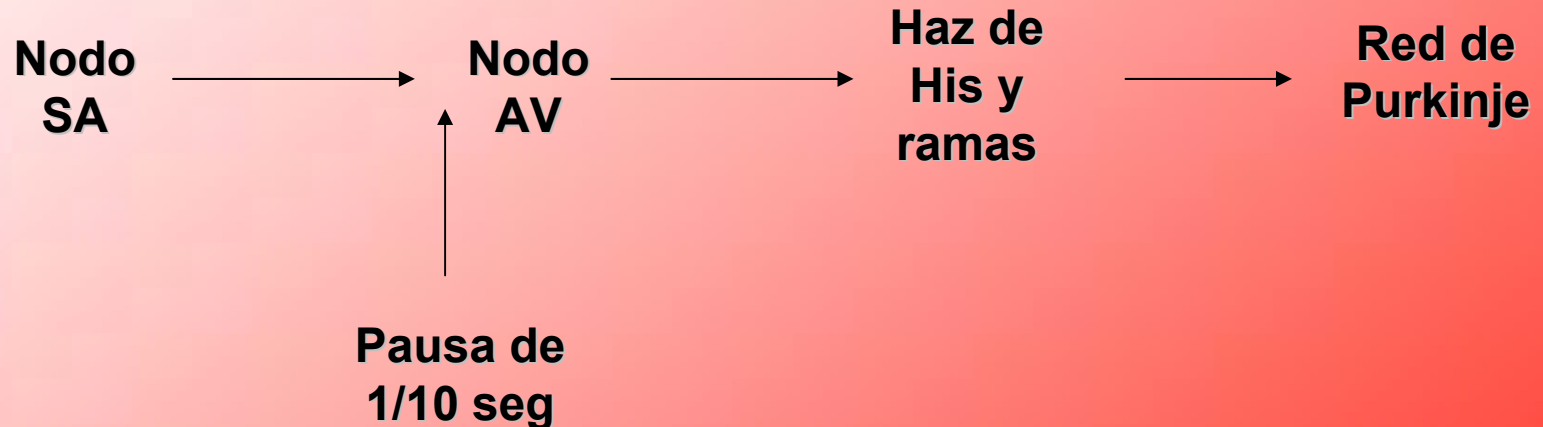 Nodo
SA
Nodo
AV
Haz de
His y
ramas
Red de
Purkinje
Pausa de
1/10 seg